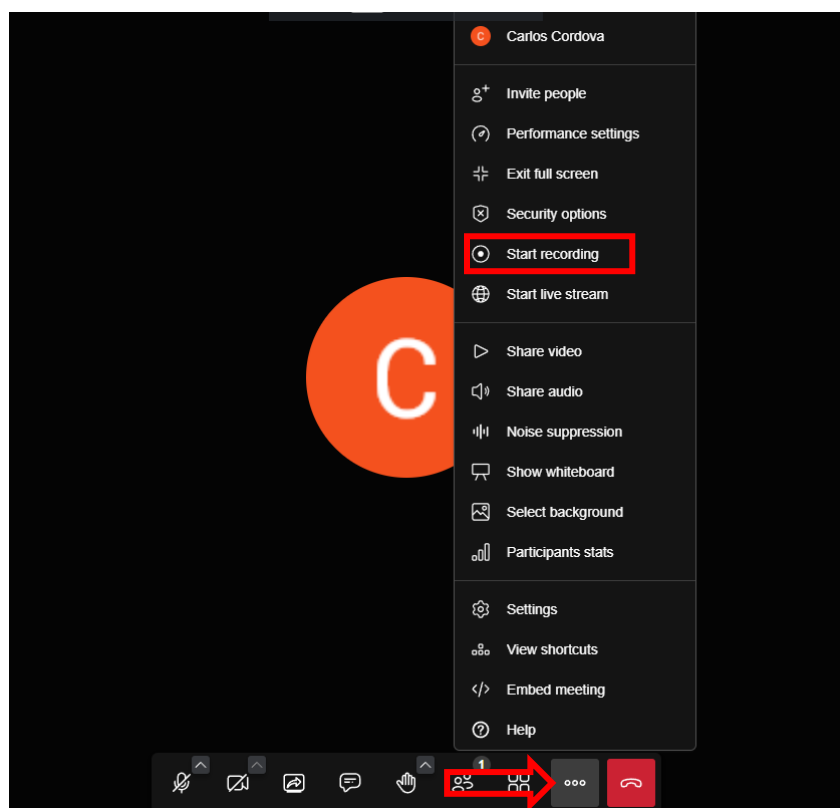 C Carlos Cordova
Invite people
Performance settings
Exit full screen
Security options
Start recording
Start live stream
C
Share video
Share audio
Noise suppression
Show whiteboard
Select background
Participants stats
Settings
View shortcuts
Embed meeting
Help
1